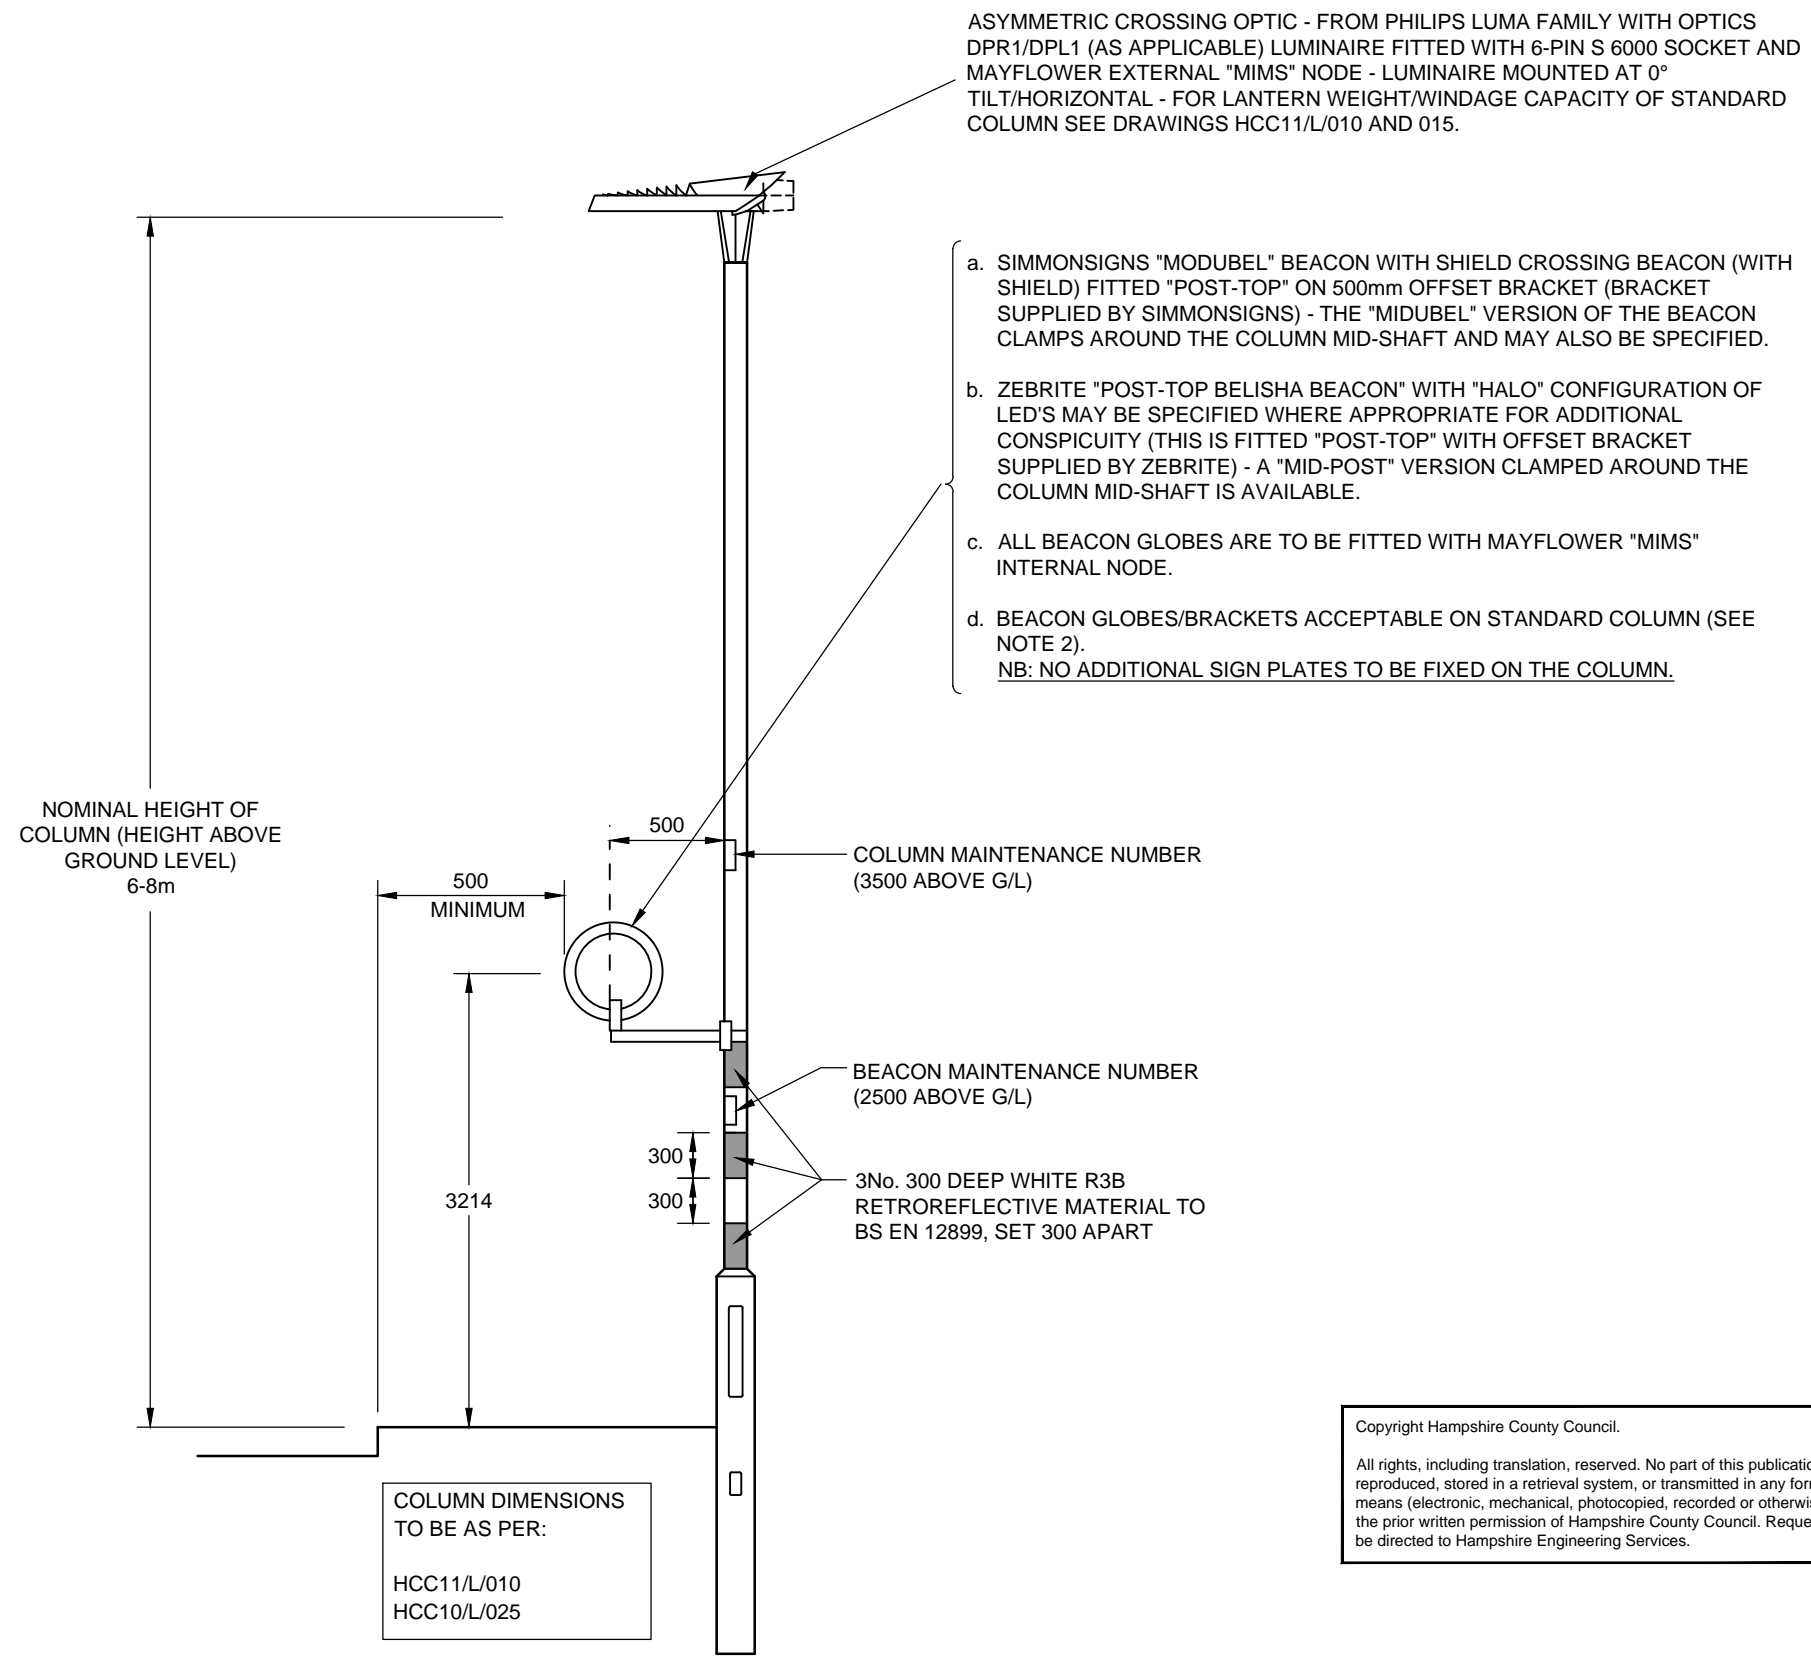 ASYMMETRIC CROSSING OPTIC - FROM PHILIPS LUMA FAMILY WITH OPTICS
DPR1/DPL1 (AS APPLICABLE) LUMINAIRE FITTED WITH 6-PIN S 6000 SOCKET AND
MAYFLOWER EXTERNAL "MIMS" NODE - LUMINAIRE MOUNTED AT 0°
TILT/HORIZONTAL - FOR LANTERN WEIGHT/WINDAGE CAPACITY OF STANDARD
COLUMN SEE DRAWINGS HCC11/L/010 AND 015.
a. SIMMONSIGNS "MODUBEL" BEACON WITH SHIELD CROSSING BEACON (WITH
SHIELD) FITTED "POST-TOP" ON 500mm OFFSET BRACKET (BRACKET
SUPPLIED BY SIMMONSIGNS) - THE "MIDUBEL" VERSION OF THE BEACON
CLAMPS AROUND THE COLUMN MID-SHAFT AND MAY ALSO BE SPECIFIED.
b. ZEBRITE "POST-TOP BELISHA BEACON" WITH "HALO" CONFIGURATION OF
LED'S MAY BE SPECIFIED WHERE APPROPRIATE FOR ADDITIONAL
CONSPICUITY (THIS IS FITTED "POST-TOP" WITH OFFSET BRACKET
SUPPLIED BY ZEBRITE) - A "MID-POST" VERSION CLAMPED AROUND THE
COLUMN MID-SHAFT IS AVAILABLE.
c. ALL BEACON GLOBES ARE TO BE FITTED WITH MAYFLOWER "MIMS"
INTERNAL NODE.
d. BEACON GLOBES/BRACKETS ACCEPTABLE ON STANDARD COLUMN (SEE
NOTE 2).
NB: NO ADDITIONAL SIGN PLATES TO BE FIXED ON THE COLUMN.
NOMINAL HEIGHT OF
COLUMN (HEIGHT ABOVE
GROUND LEVEL)
6-8m
500
500
MINIMUM
COLUMN MAINTENANCE NUMBER
(3500 ABOVE G/L)
BEACON MAINTENANCE NUMBER
(2500 ABOVE G/L)
300
300
3214
3No. 300 DEEP WHITE R3B
RETROREFLECTIVE MATERIAL TO
BS EN 12899, SET 300 APART
COLUMN DIMENSIONS
TO BE AS PER:
HCC11/L/010
HCC10/L/025
Copyright Hampshire County Council.
All rights, including translation, reserved. No part of this publicatio
reproduced, stored in a retrieval system, or transmitted in any for
means (electronic, mechanical, photocopied, recorded or otherwis
the prior written permission of Hampshire County Council. Reque
be directed to Hampshire Engineering Services.